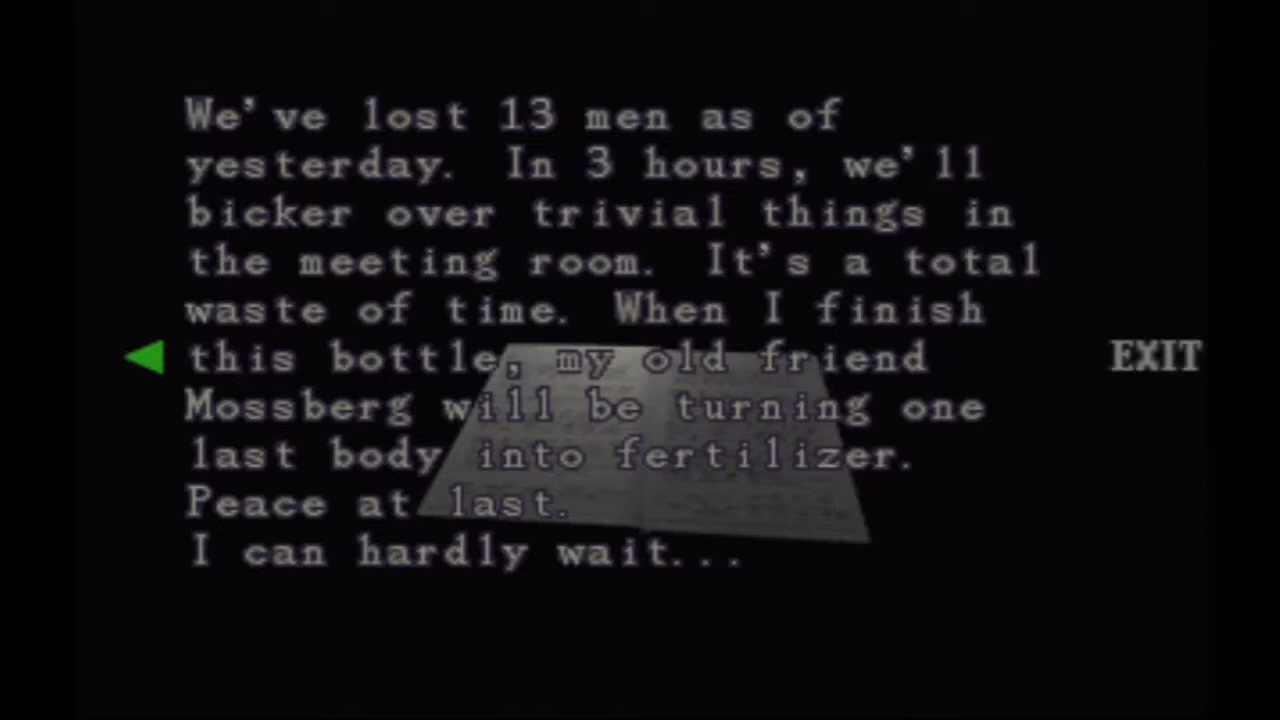 We've lost 13 men as of
yesterday. In 3 hours, we'll
bicker over trivial things in
the meeting room. It's a total
waste of time. When I finish
this bottle, my old friend
Mossberg will be turning one
last body into fertilizer.
Peace at last.
I can hardly wait...
EXIT